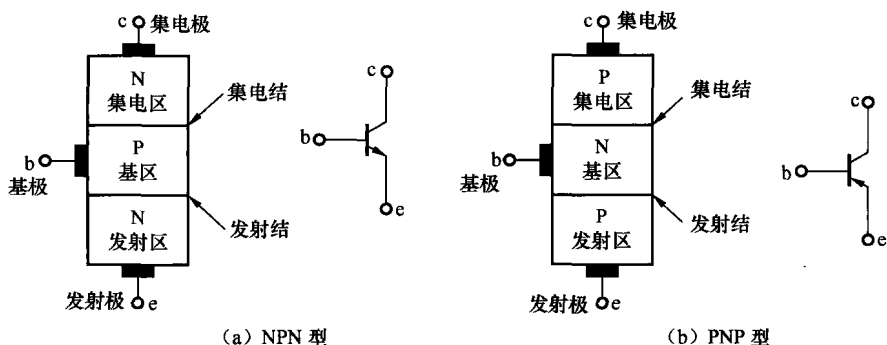 c 集电极
N
集电区
集电结
c
b
P
基区
b
基极
N
发射区
发射结
e
发射极 e
(a) NPN 型
c 集电极
P
集电区
集电结
c
b
N
基区
b
基极
P
发射区
发射结
e
发射极 e
(b) PNP 型